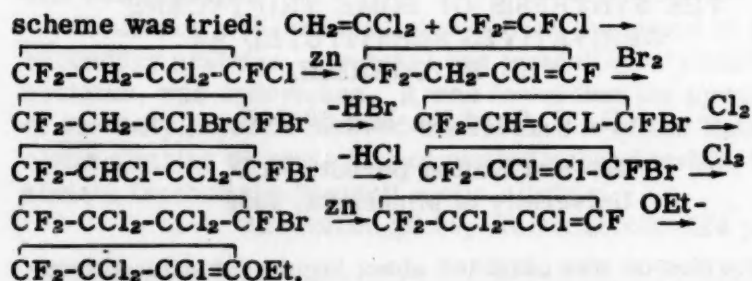 scheme was tried: CH₂=CCl₂ + CF₂=CFCl ⟶
CF₂-CH₂-CCl₂-CFCl zn⟶ CF₂-CH₂-CCl=CF Br₂⟶
CF₂-CH₂-CClBrCFBr -HBr⟶ CF₂-CH=CCL-CFBr Cl₂⟶
CF₂-CHCl-CCl₂-CFBr -HCl⟶ CF₂-CCl=Cl-CFBr Cl₂⟶
CF₂-CCl₂-CCl₂-CFBr zn⟶ CF₂-CCl₂-CCl=CF OEt-⟶
CF₂-CCl₂-CCl=COEt.